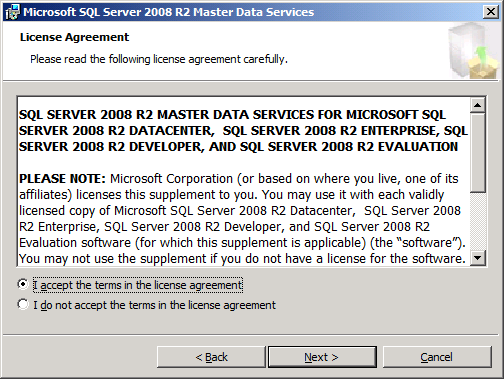 Microsoft SQL Server 2008 R2 Master Data Services
License Agreement
Please read the following license agreement carefully.
SQL SERVER 2008 R2 MASTER DATA SERVICES FOR MICROSOFT SQL
SERVER 2008 R2 DATACENTER, SQL SERVER 2008 R2 ENTERPRISE, SQL
SERVER 2008 R2 DEVELOPER, AND SQL SERVER 2008 R2 EVALUATION
PLEASE NOTE: Microsoft Corporation (or based on where you live, one of its
affiliates) licenses this supplement to you. You may use it with each validly
licensed copy of Microsoft SQL Server 2008 R2 Datacenter, SQL Server 2008
R2 Enterprise, SQL Server 2008 R2 Developer, and SQL Server 2008 R2
Evaluation software (for which this supplement is applicable) (the “software”).
You may not use the supplement if you do not have a license for the software.
I accept the terms in the license agreement
I do not accept the terms in the license agreement
< Back
Next >
Cancel